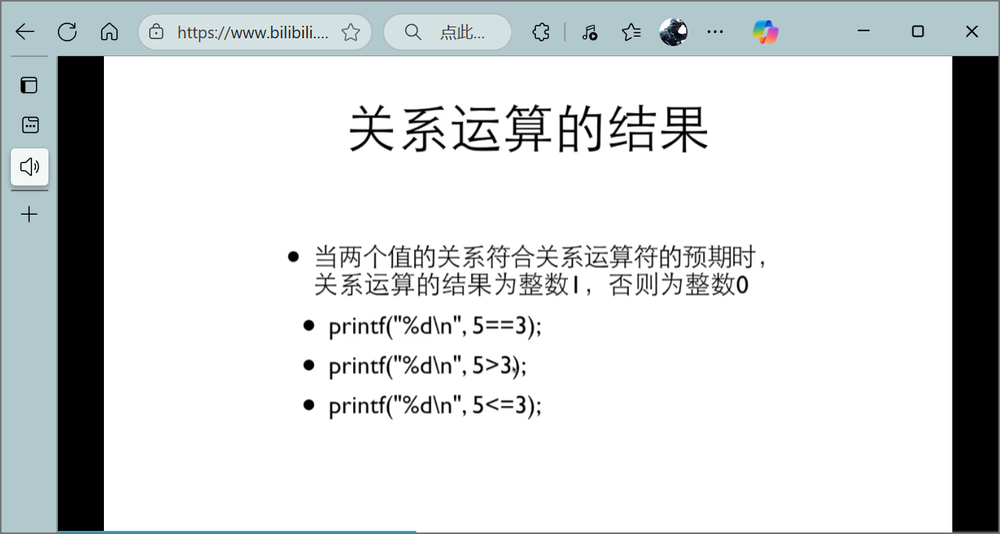 https://www.bilibili....
点此...
关系运算的结果
• 当两个值的关系符合关系运算符的预期时，
关系运算的结果为整数1，否则为整数0
• printf("%d\n", 5==3);
• printf("%d\n", 5>3);
• printf("%d\n", 5<=3);